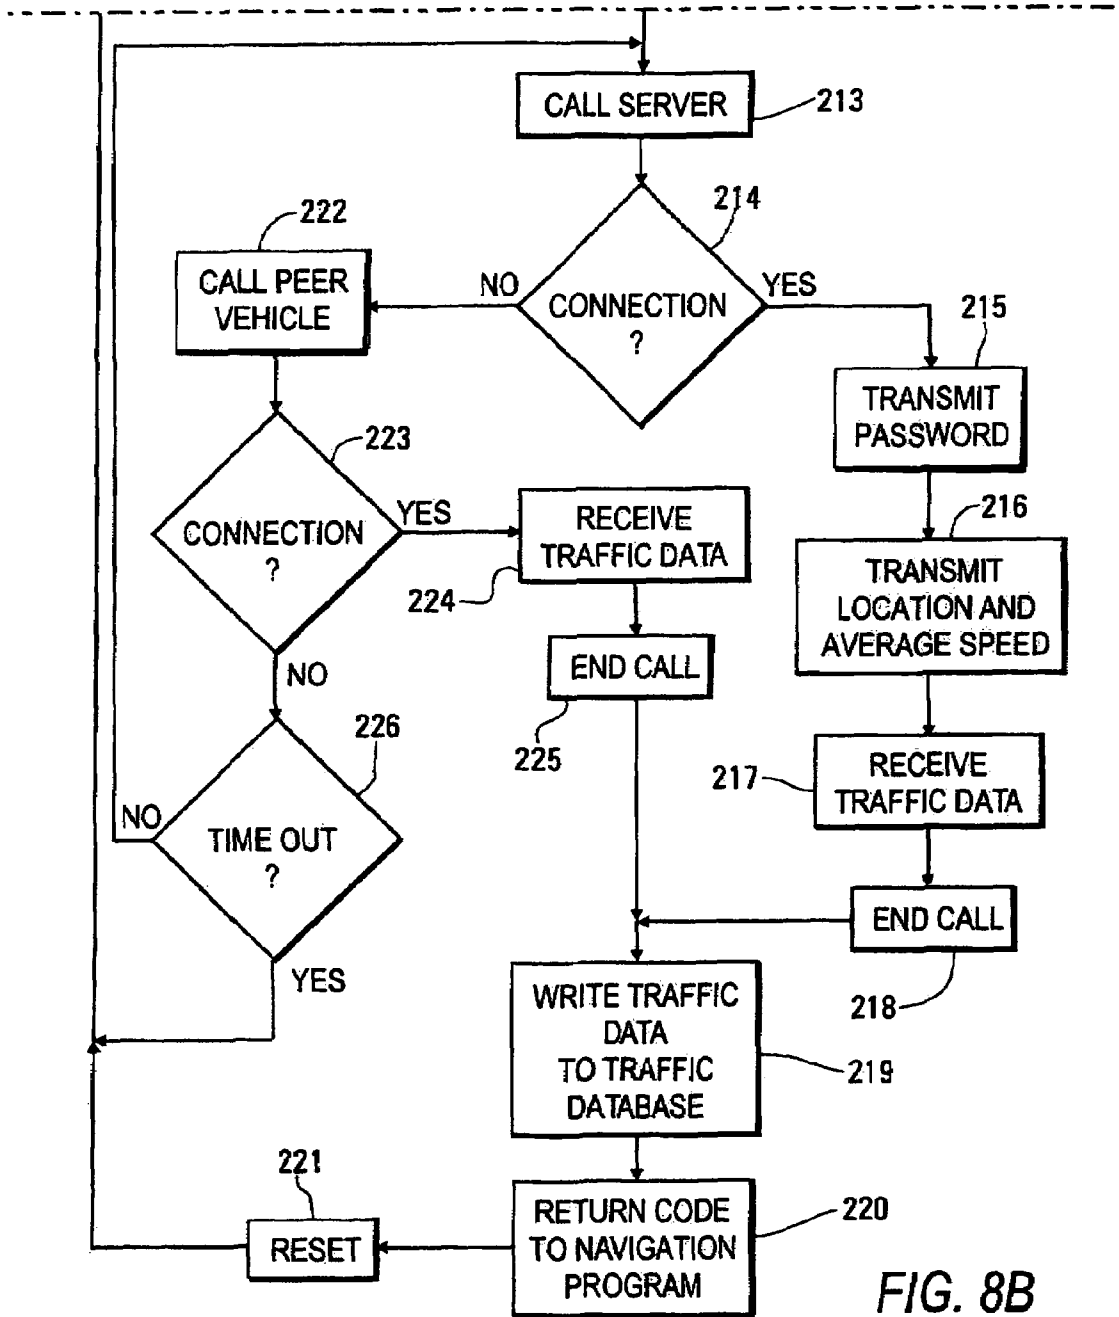 CALL SERVER
213
214
222
CALL PEER
VEHICLE
NO
YES
CONNECTION
?
215
TRANSMIT
PASSWORD
223
CONNECTION
?
YES
RECEIVE
TRAFFIC DATA
224
216
TRANSMIT
LOCATION AND
AVERAGE SPEED
NO
END CALL
225
226
217
RECEIVE
TRAFFIC DATA
NO
TIME OUT
?
YES
END CALL
218
WRITE TRAFFIC
DATA
TO TRAFFIC
DATABASE
219
221
RESET
RETURN CODE
TO NAVIGATION
PROGRAM
220
FIG. 8B